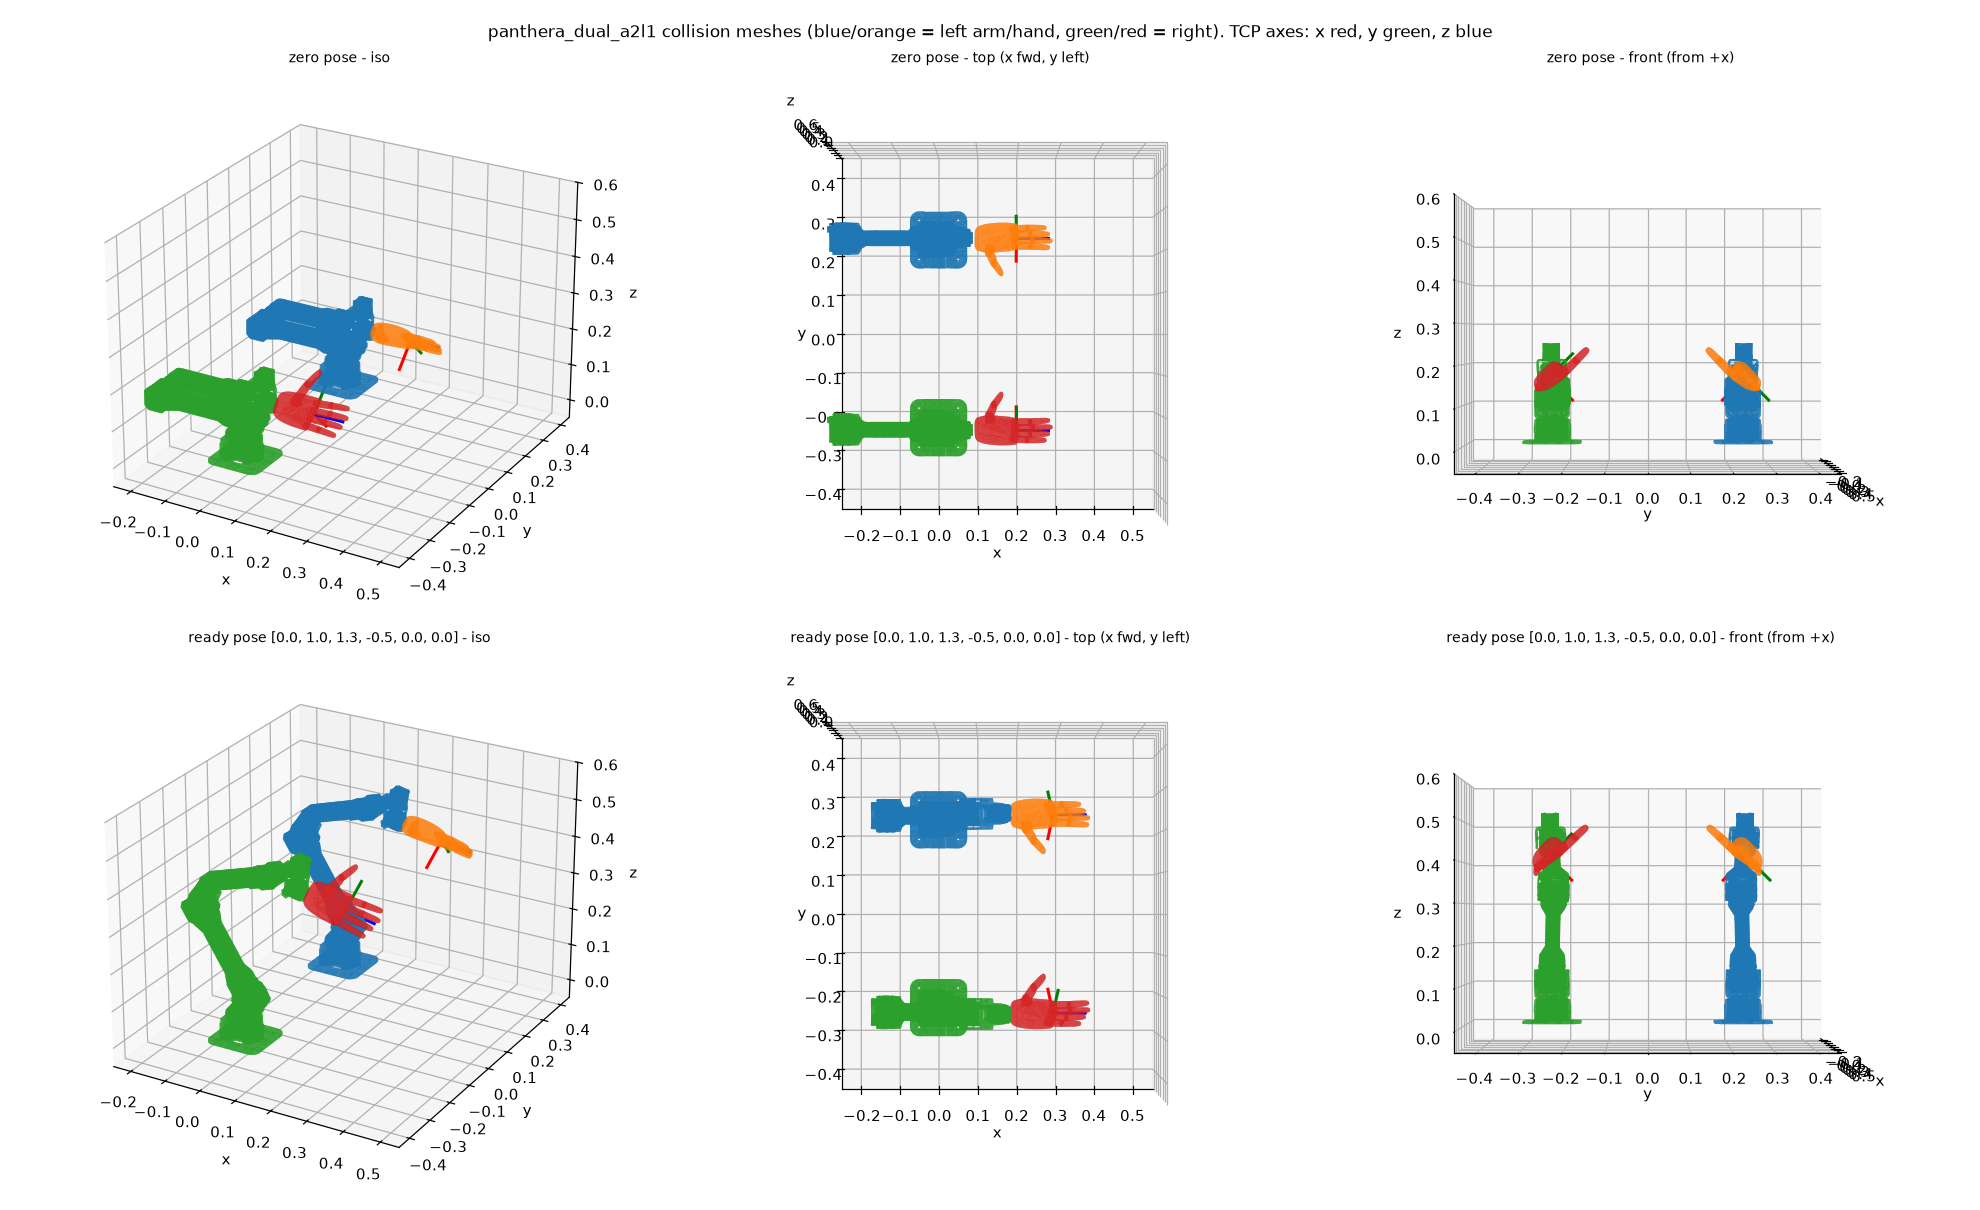 panthera_dual_a2l1 collision meshes (blue/orange = left arm/hand, green/red = right). TCP axes: x red, y green, z blue
zero pose - iso
zero pose - top (x fwd, y left)
zero pose - front (from +x)
0.6
0.5
0.4
0.3
0.2
0.1
0.0
z
0.4
0.3
0.2
0.1
0.0
−0.1
−0.2
−0.3
−0.4
y
−0.2
−0.1
0.0
0.1
0.2
0.3
0.4
0.5
x
z
0.4
0.3
0.2
0.1
0.0
−0.1
−0.3
−0.4
y
−0.2 −0.1 0.0 0.1 0.2 0.3 0.4 0.5
x
0.6
0.5
0.4
0.3
0.2
0.1
0.0
z
−0.4 −0.3 −0.2 −0.1 0.0 0.1 0.2 0.3 0.4
y
x
ready pose [0.0, 1.0, 1.3, -0.5, 0.0, 0.0] - iso
ready pose [0.0, 1.0, 1.3, -0.5, 0.0, 0.0] - top (x fwd, y left)
ready pose [0.0, 1.0, 1.3, -0.5, 0.0, 0.0] - front (from +x)
0.6
0.5
0.4
0.3
0.2
0.1
0.0
z
0.4
0.3
0.2
0.1
0.0
−0.1
−0.2
−0.3
−0.4
y
−0.2
−0.1
0.0
0.1
0.2
0.3
0.4
0.5
x
z
0.4
0.3
0.2
0.1
0.0
−0.1
−0.2
−0.3
−0.4
y
−0.2 −0.1 0.0 0.1 0.2 0.3 0.4 0.5
x
0.6
0.5
0.4
0.3
0.2
0.1
0.0
z
−0.4 −0.3 −0.2 −0.1 0.0 0.1 0.2 0.3 0.4
y
x